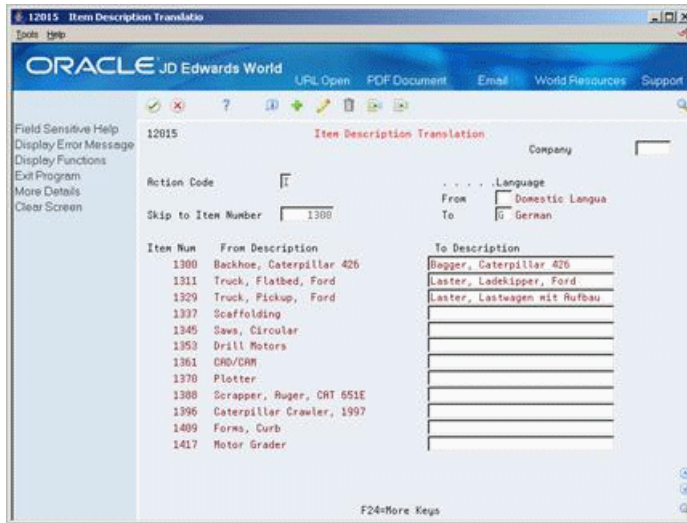 12015 Item Description Translatio
Tools Help
ORACLE JD Edwards World
URL Open PDF Document Email World Resources Support
Field Sensitive Help
Display Error Message
Display Functions
Exit Program
More Details
Clear Screen
12015 Item Description Translation
Company
Action Code I . . . . .Language
From Domestic Langua
Skip to Item Number 1300 To G German
Item Num From Description To Description
1300 Backhoe, Caterpillar 426 Bagger, Caterpillar 426
1311 Truck, Flatbed, Ford Laster, Ladekipper, Ford
1329 Truck, Pickup, Ford Laster, Lastwagen mit Aufbau
1337 Scaffolding
1345 Saws, Circular
1353 Drill Motors
1361 CAD/CAM
1370 Plotter
1388 Scrapper, Auger, CAT 651E
1396 Caterpillar Crawler, 1997
1409 Forms, Curb
1417 Motor Grader
F24=More Keys